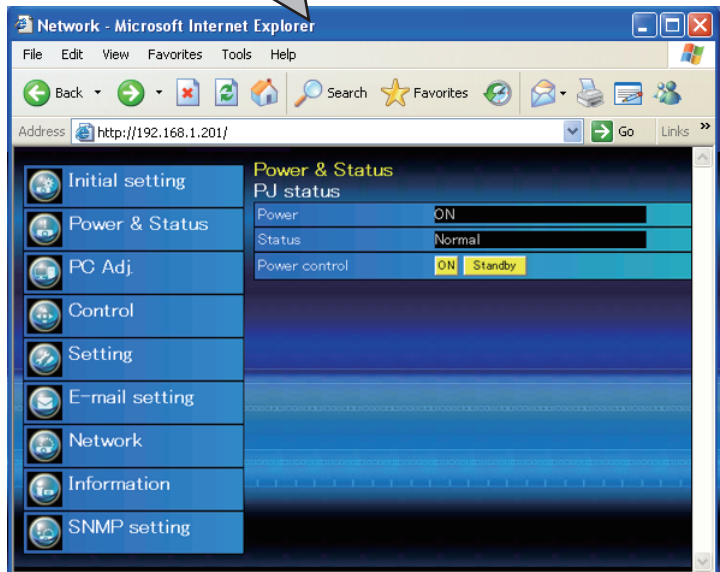 Network - Microsoft Internet Explorer
File Edit View Favorites Tools Help
Back Search Favorites
Address http://192.168.1.201/ Go Links »
Initial setting
Power & Status
PC Adj.
Control
Setting
E-mail setting
Network
Information
SNMP setting
Power & Status
PJ status
Power ON
Status Normal
Power control ON Standby